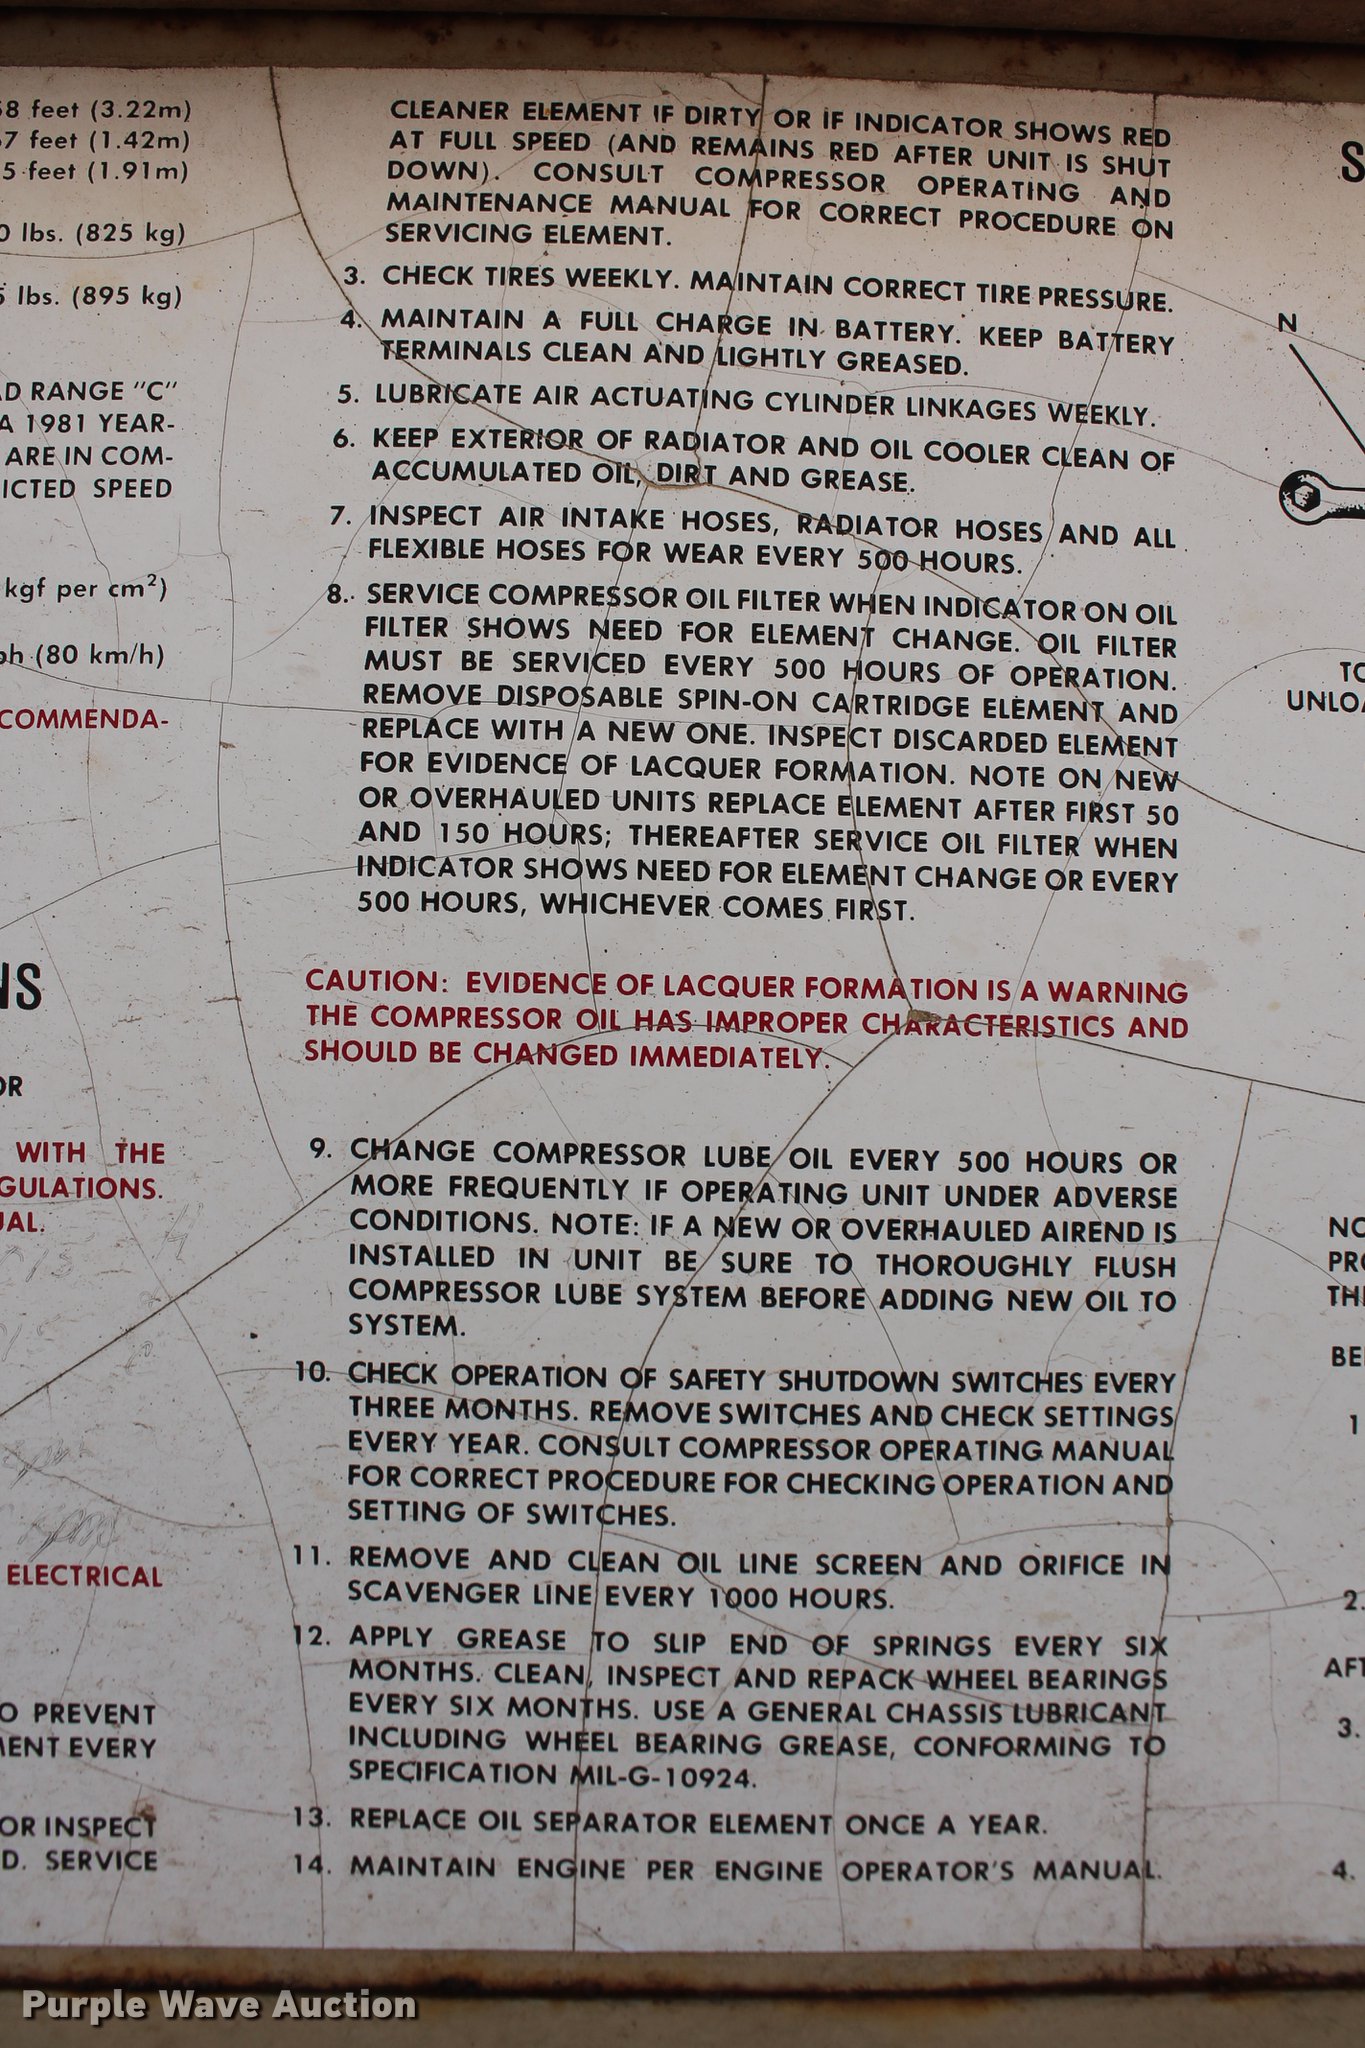 58 feet (3.22m)
67 feet (1.42m)
5 feet (1.91m)
0 lbs. (825 kg)
5 lbs. (895 kg)
AD RANGE "C"
A 1981 YEAR-
ARE IN COM-
ICTED SPEED
kgf per cm²)
ph (80 km/h)
COMMENDA-
NS
OR
WITH THE
GULATIONS.
UAL.
ELECTRICAL
O PREVENT
MENT EVERY
OR INSPECT
D. SERVICE
CLEANER ELEMENT IF DIRTY OR IF INDICATOR SHOWS RED
AT FULL SPEED (AND REMAINS RED AFTER UNIT IS SHUT
DOWN). CONSULT COMPRESSOR OPERATING AND
MAINTENANCE MANUAL FOR CORRECT PROCEDURE ON
SERVICING ELEMENT.
3. CHECK TIRES WEEKLY. MAINTAIN CORRECT TIRE PRESSURE.
4. MAINTAIN A FULL CHARGE IN BATTERY. KEEP BATTERY
TERMINALS CLEAN AND LIGHTLY GREASED.
5. LUBRICATE AIR ACTUATING CYLINDER LINKAGES WEEKLY.
6. KEEP EXTERIOR OF RADIATOR AND OIL COOLER CLEAN OF
ACCUMULATED OIL, DIRT AND GREASE.
7. INSPECT AIR INTAKE HOSES, RADIATOR HOSES AND ALL
FLEXIBLE HOSES FOR WEAR EVERY 500 HOURS.
8. SERVICE COMPRESSOR OIL FILTER WHEN INDICATOR ON OIL
FILTER SHOWS NEED FOR ELEMENT CHANGE. OIL FILTER
MUST BE SERVICED EVERY 500 HOURS OF OPERATION.
REMOVE DISPOSABLE SPIN-ON CARTRIDGE ELEMENT AND
REPLACE WITH A NEW ONE. INSPECT DISCARDED ELEMENT
FOR EVIDENCE OF LACQUER FORMATION. NOTE ON NEW
OR OVERHAULED UNITS REPLACE ELEMENT AFTER FIRST 50
AND 150 HOURS; THEREAFTER SERVICE OIL FILTER WHEN
INDICATOR SHOWS NEED FOR ELEMENT CHANGE OR EVERY
500 HOURS, WHICHEVER COMES FIRST.
CAUTION: EVIDENCE OF LACQUER FORMATION IS A WARNING
THE COMPRESSOR OIL HAS IMPROPER CHARACTERISTICS AND
SHOULD BE CHANGED IMMEDIATELY.
9. CHANGE COMPRESSOR LUBE OIL EVERY 500 HOURS OR
MORE FREQUENTLY IF OPERATING UNIT UNDER ADVERSE
CONDITIONS. NOTE: IF A NEW OR OVERHAULED AIREND IS
INSTALLED IN UNIT BE SURE TO THOROUGHLY FLUSH
COMPRESSOR LUBE SYSTEM BEFORE ADDING NEW OIL TO
SYSTEM.
10. CHECK OPERATION OF SAFETY SHUTDOWN SWITCHES EVERY
THREE MONTHS. REMOVE SWITCHES AND CHECK SETTINGS
EVERY YEAR. CONSULT COMPRESSOR OPERATING MANUAL
FOR CORRECT PROCEDURE FOR CHECKING OPERATION AND
SETTING OF SWITCHES.
11. REMOVE AND CLEAN OIL LINE SCREEN AND ORIFICE IN
SCAVENGER LINE EVERY 1000 HOURS.
12. APPLY GREASE TO SLIP END OF SPRINGS EVERY SIX
MONTHS. CLEAN, INSPECT AND REPACK WHEEL BEARINGS
EVERY SIX MONTHS. USE A GENERAL CHASSIS LUBRICANT
INCLUDING WHEEL BEARING GREASE, CONFORMING TO
SPECIFICATION MIL-G-10924.
13. REPLACE OIL SEPARATOR ELEMENT ONCE A YEAR.
14. MAINTAIN ENGINE PER ENGINE OPERATOR'S MANUAL.
S
N
TO
UNLOA
NO
PRO
THE
BE
1
2.
AFT
3.
4.
Purple Wave Auction